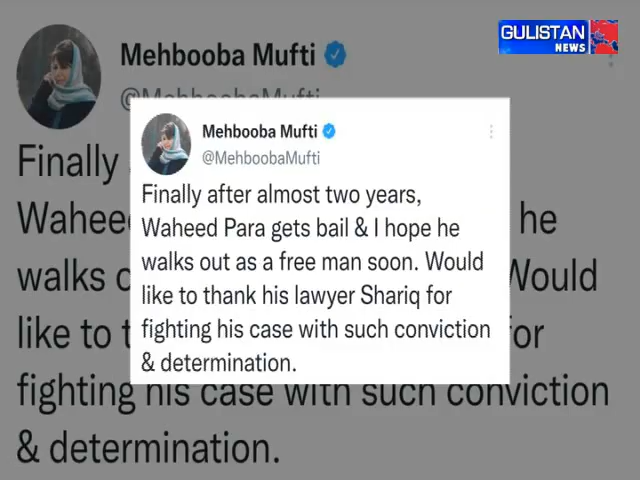 GULISTAN
NEWS
Mehbooba Mufti
@MehboobaMufti
Finally
Waheed he
walks o Would
like to t for
fighting his case with such conviction
& determination.
Mehbooba Mufti
@MehboobaMufti
Finally after almost two years,
Waheed Para gets bail & I hope he
walks out as a free man soon. Would
like to thank his lawyer Shariq for
fighting his case with such conviction
& determination.